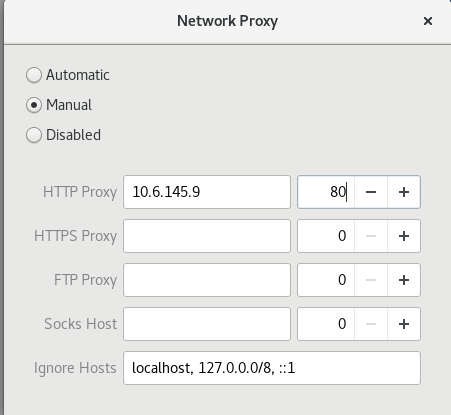 Network Proxy ×
Automatic
Manual
Disabled
HTTP Proxy 10.6.145.9 80 − +
HTTPS Proxy 0 − +
FTP Proxy 0 − +
Socks Host 0 − +
Ignore Hosts localhost, 127.0.0.0/8, ::1